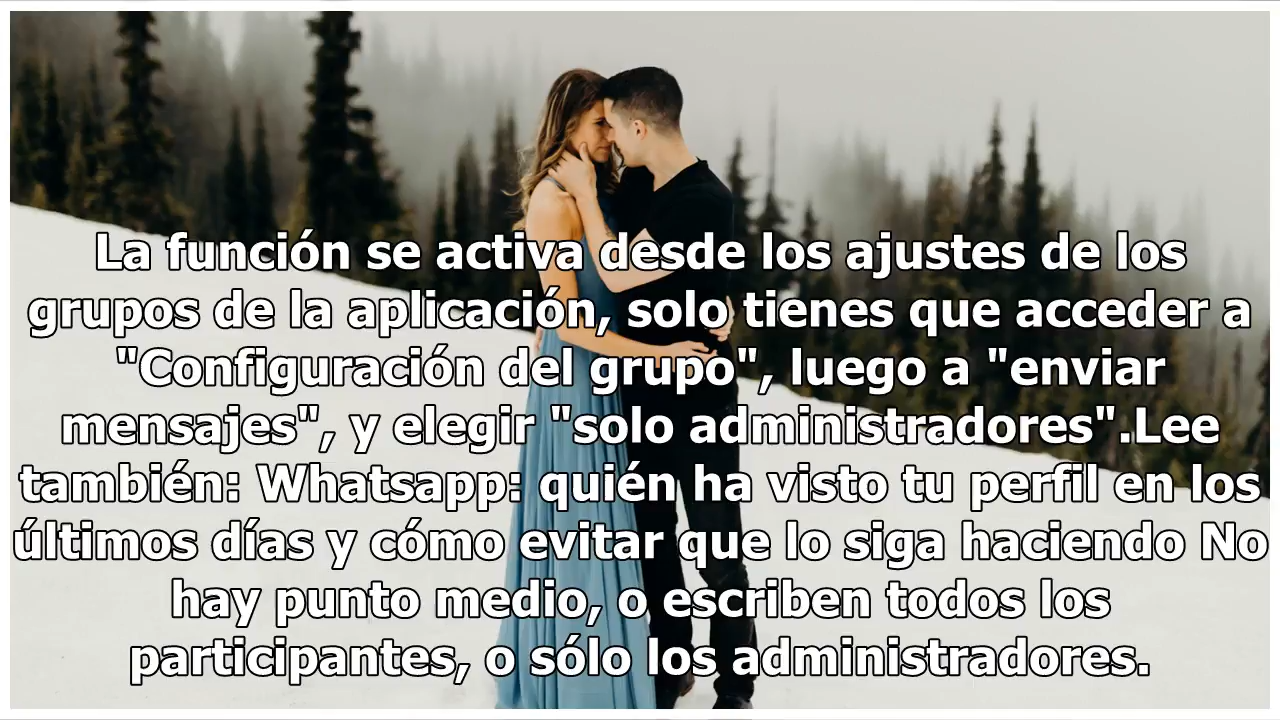 La función se activa desde los ajustes de los
grupos de la aplicación, solo tienes que acceder a
"Configuración del grupo", luego a "enviar
mensajes", y elegir "solo administradores".Lee
también: Whatsapp: quién ha visto tu perfil en los
últimos días y cómo evitar que lo siga haciendo No
hay punto medio, o escriben todos los
participantes, o sólo los administradores.